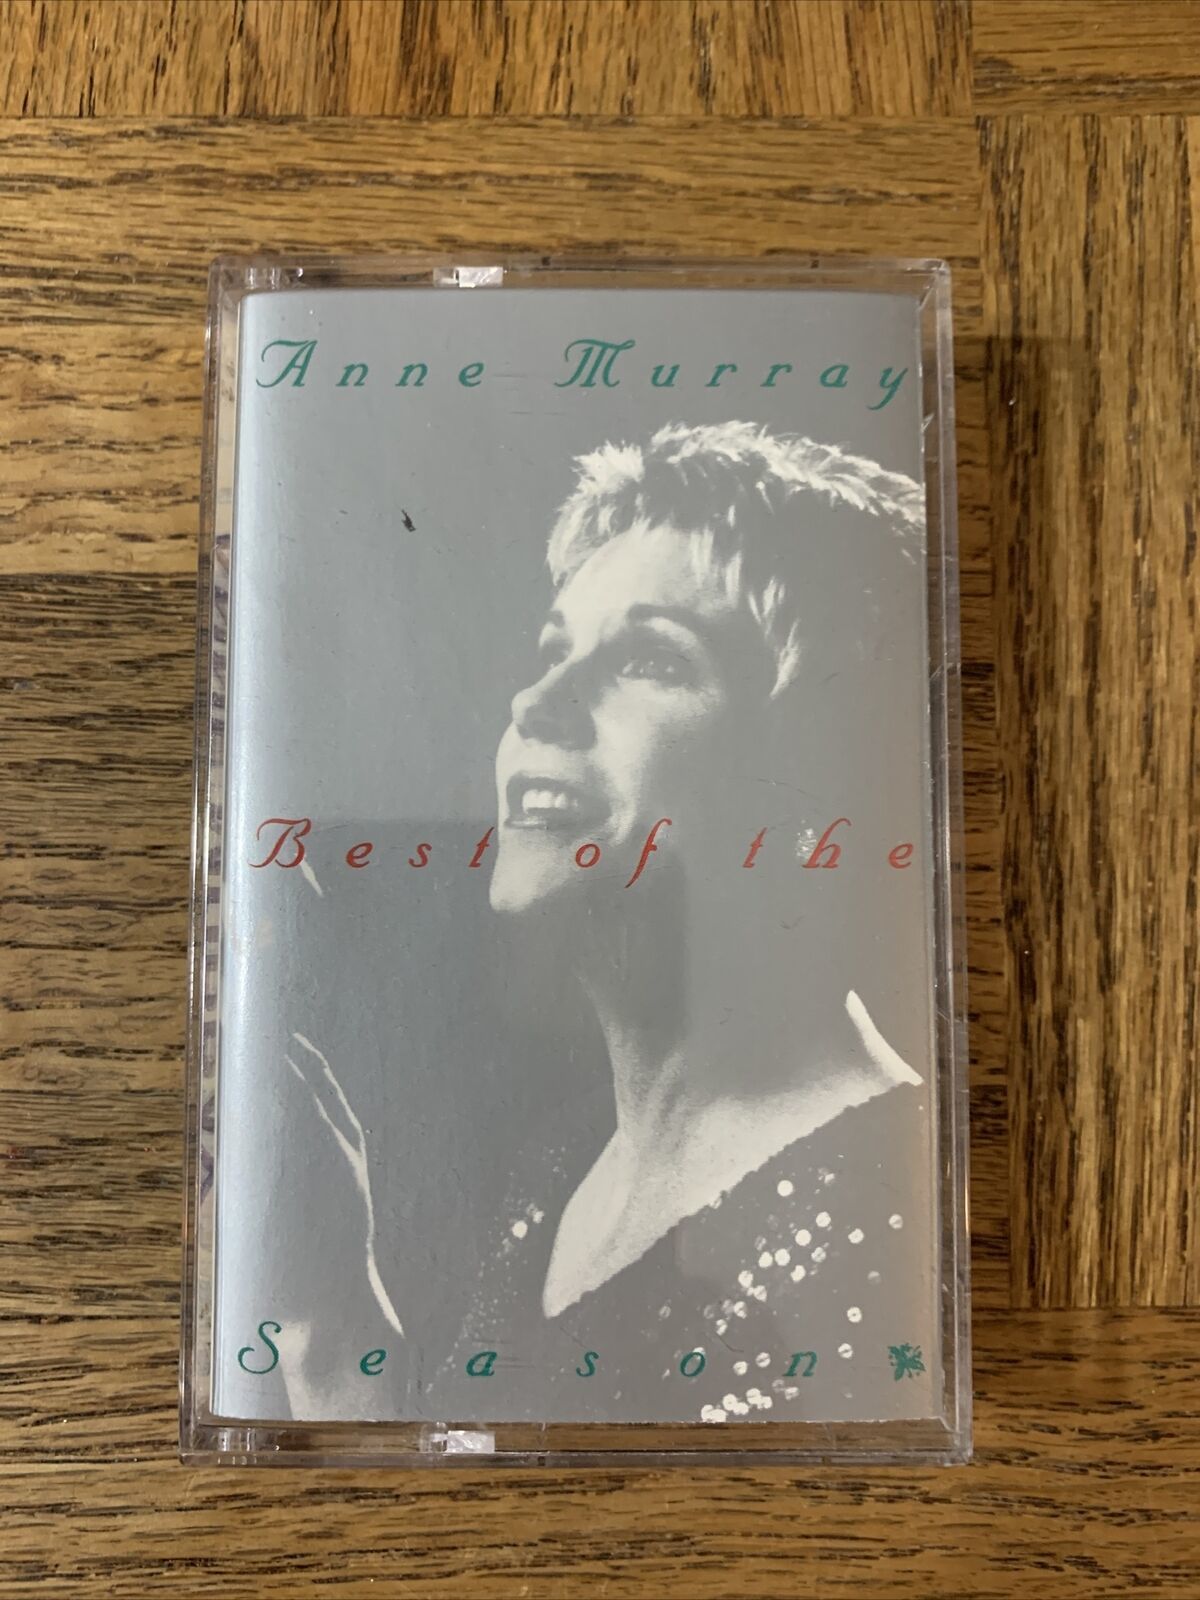 Anne Murray
Best of the
Season